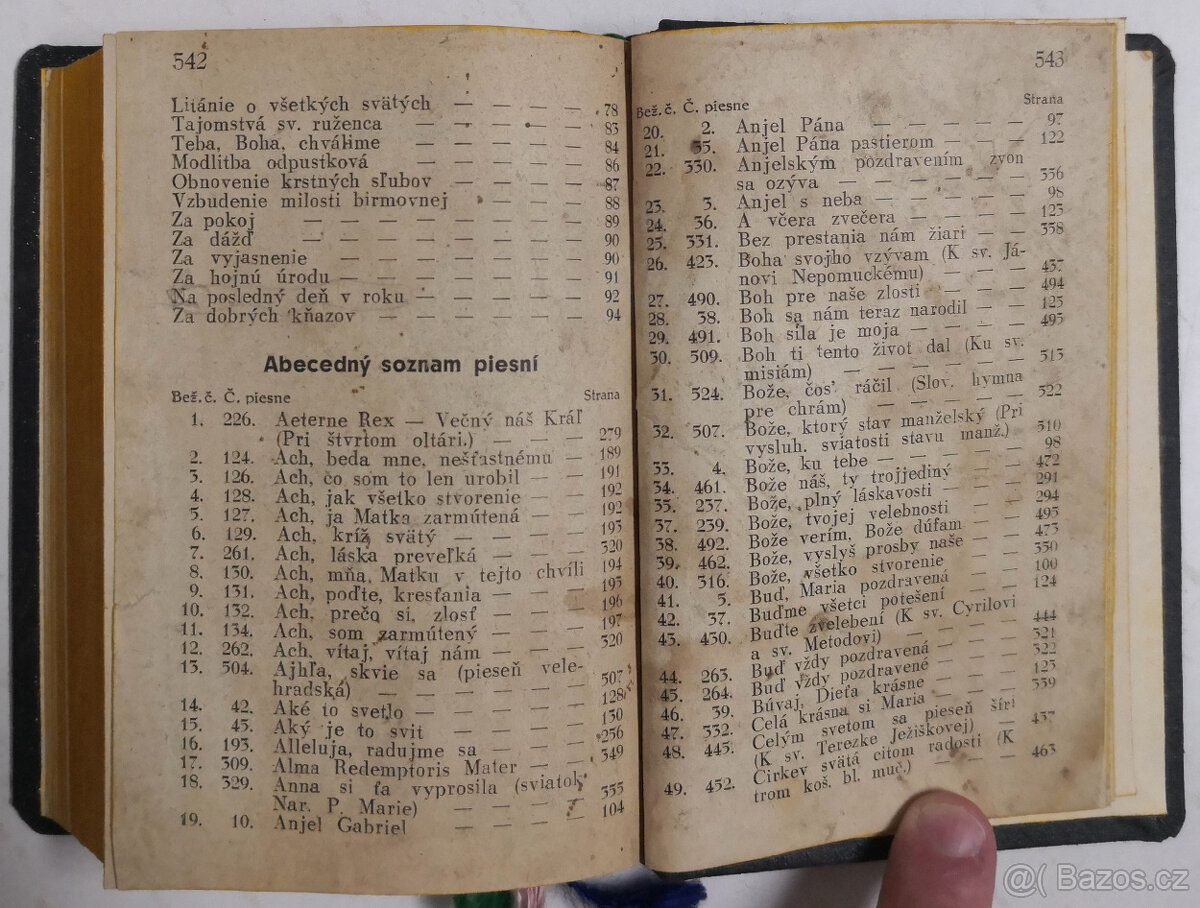 542
Litánie o všetkých svätých — — — — 78
Tajomstvá sv. ruženca — — — — — 83
Teba, Boha, chválime — — — — — 84
Modlitba odpustková — — — — — 86
Obnovenie krstných sľubov — — — — 87
Vzbudenie milosti birmovnej — — — 88
Za pokoj — — — — — — — 89
Za dážď — — — — — — — 90
Za vyjasnenie — — — — — — 90
Za hojnú úrodu — — — — — — — 91
Na posledný deň v roku — — — — — 92
Za dobrých kňazov — — — — — — 94
Abecedný soznam piesní
Bež. č. Č. piesne Strana
1. 226. Aeterne Rex — Večný náš Kráľ
(Pri štvrtom oltári.) — — — 279
2. 124. Ach, beda mne, nešťastnému — 189
3. 126. Ach, čo som to len urobil — — 191
4. 128. Ach, jak všetko stvorenie — — 192
5. 127. Ach, ja Matka zarmútená — — 192
6. 129. Ach, kríž svätý — — — — 193
7. 261. Ach, láska preveľká — — — 320
8. 130. Ach, mňa, Matku v tejto chvíli 194
9. 131. Ach, poďte, kresťania — — — 195
10. 132. Ach, prečo si, zlosť — — — 196
11. 134. Ach, som zarmútený — — — 197
12. 262. Ach, vítaj, vítaj nám — — — 320
13. 504. Ajhľa, skvie sa (pieseň vele-
hradská) — — — — — — 507
14. 42. Aké to svetlo — — — — — 128
15. 45. Aký je to svit — — — — — 130
16. 193. Alleluja, radujme sa — — — 256
17. 309. Alma Redemptoris Mater — — 349
18. 329. Anna si ťa vyprosila (sviatok
Nar. P. Marie) — — — — 355
19. 10. Anjel Gabriel — — — — 104
543
Bež. č. Č. piesne Strana
20. 2. Anjel Pána — — — — — 97
21. 35. Anjel Pána pastierom — — — 122
22. 330. Anjelským pozdravením zvon
sa ozýva — — — — — 356
23. 3. Anjel s neba — — — — — 98
24. 36. A včera zvečera — — — — 123
25. 331. Bez prestania nám žiari — — 358
26. 423. Boha svojho vzývam (K sv. Já-
novi Nepomuckému) — — — 437
27. 490. Boh pre naše zlosti — — — 494
28. 38. Boh sa nám teraz narodil — 125
29. 491. Boh sila je moja — — — — 495
30. 509. Boh ti tento život dal (Ku sv.
misiám) — — — — — — 513
31. 524. Bože, čos' ráčil (Slov. hymna
pre chrám) — — — — — 522
32. 507. Bože, ktorý stav manželský (Pri
vysluh. sviatosti stavu manž.) 510
33. 4. Bože, ku tebe — — — — — 98
34. 461. Bože náš, ty trojjediný — — 472
35. 237. Bože, plný láskavosti — — — 291
37. 239. Bože, tvojej velebnosti — — 294
38. 492. Bože verím, Bože dúfam — — 495
39. 462. Bože, vyslyš prosby naše — — 473
40. 316. Bože, všetko stvorenie — — — 350
41. 5. Buď, Maria pozdravená — — 100
42. 37. Buďme všetci potešení — — — 124
43. 430. Buďte zvelebení (K sv. Cyrilovi
a sv. Metodovi) — — — — 444
44. 263. Buď vždy pozdravená — — — 321
45. 264. Buď vždy pozdravené — — — 322
46. 39. Búvaj, Dieťa krásne — — — 125
47. 332. Celá krásna si Maria — — — 359
48. 445. Celým svetom sa pieseň šíri
(K sv. Terezke Ježiškovej) — 457
49. 452. Cirkev svätá citom radosti (K
trom koš. bl. muč.) — — — 463
@( Bazos.cz